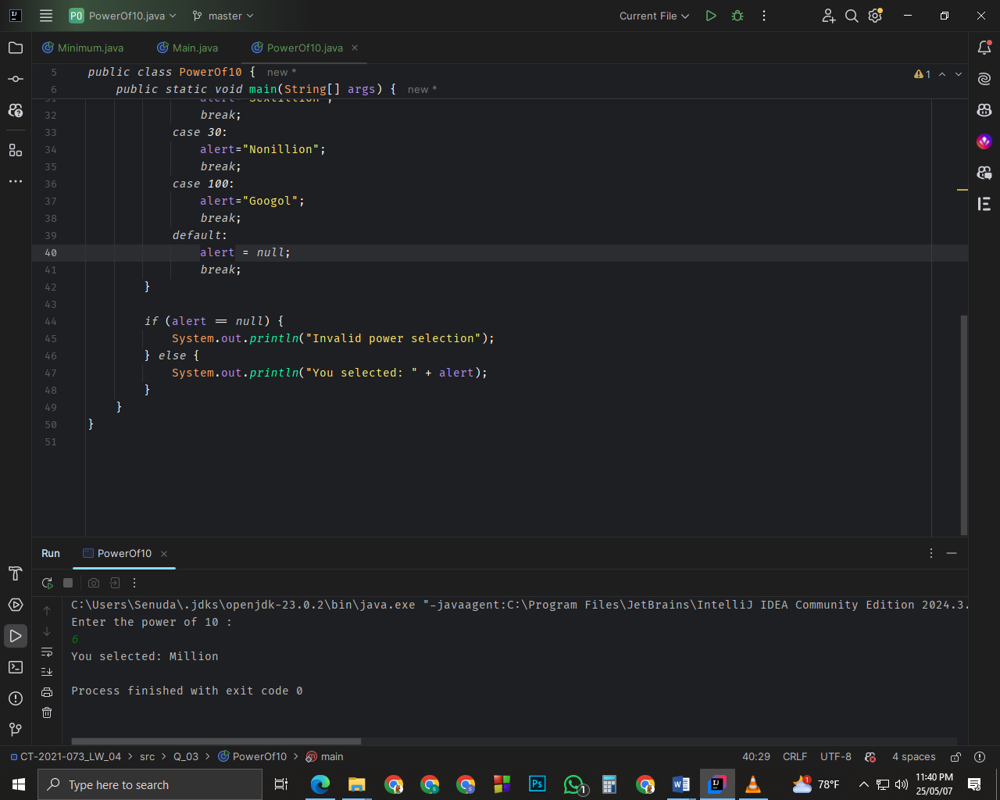 PO PowerOf10.java master Current File
Minimum.java Main.java PowerOf10.java
5 public class PowerOf10 { new *
6 public static void main(String[] args) { new *
1
31 alert="Sextillion";
32 break;
33 case 30:
34 alert="Nonillion";
35 break;
36 case 100:
37 alert="Googol";
38 break;
39 default:
40 alert = null;
41 break;
42 }
43
44 if (alert == null) {
45 System.out.println("Invalid power selection");
46 } else {
47 System.out.println("You selected: " + alert);
48 }
49 }
50 }
51
Run PowerOf10
C:\Users\Senuda\.jdks\openjdk-23.0.2\bin\java.exe "-javaagent:C:\Program Files\JetBrains\IntelliJ IDEA Community Edition 2024.3.
Enter the power of 10 :
6
You selected: Million
Process finished with exit code 0
CT-2021-073_LW_04 > src > Q_03 > PowerOf10 > main 40:29 CRLF UTF-8 4 spaces
Type here to search Ps 1 1 78°F 11:40 PM
25/05/07